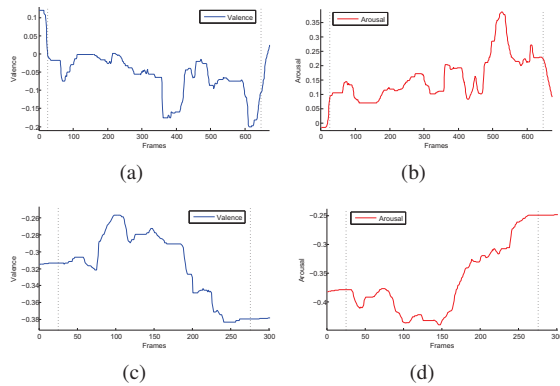 Valence
0.1
0.05
0
-0.05
-0.1
-0.15
-0.2
Valence
0 100 200 300 400 500 600
Frames
(a)
Arousal
0.35
0.3
0.25
0.2
0.15
0.1
0.05
0
Arousal
0 100 200 300 400 500 600
Frames
(b)
Valence
-0.26
-0.28
-0.3
-0.32
-0.34
-0.36
-0.38
Valence
0 50 100 150 200 250 300
Frames
(c)
Arousal
-0.25
-0.3
-0.35
-0.4
Arousal
0 50 100 150 200 250 300
Frames
(d)